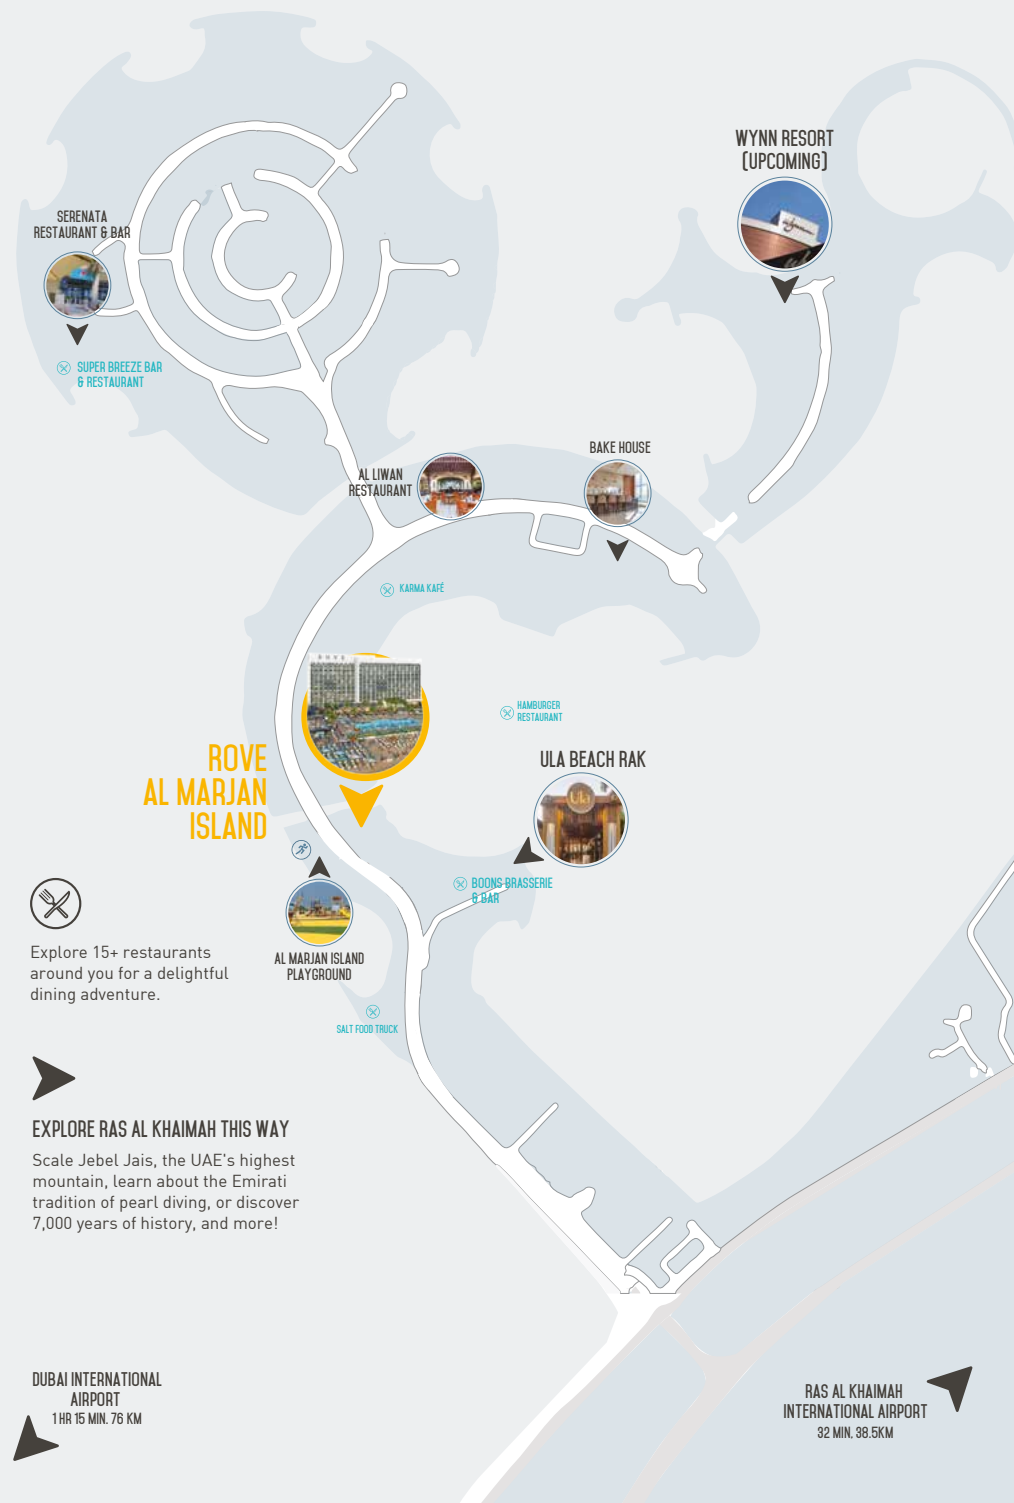 WYNN RESORT
(UPCOMING)
SERENATA
RESTAURANT & BAR
SUPER BREEZE BAR
& RESTAURANT
BAKE HOUSE
AL LIWAN
RESTAURANT
KARMA KAFÉ
HAMBURGER
RESTAURANT
ROVE
AL MARJAN
ISLAND
ULA BEACH RAK
Ula
BOONS BRASSERIE
& BAR
AL MARJAN ISLAND
PLAYGROUND
Explore 15+ restaurants
around you for a delightful
dining adventure.
SALT FOOD TRUCK
EXPLORE RAS AL KHAIMAH THIS WAY
Scale Jebel Jais, the UAE's highest
mountain, learn about the Emirati
tradition of pearl diving, or discover
7,000 years of history, and more!
DUBAI INTERNATIONAL
AIRPORT
1 HR 15 MIN. 76 KM
RAS AL KHAIMAH
INTERNATIONAL AIRPORT
32 MIN. 38.5KM